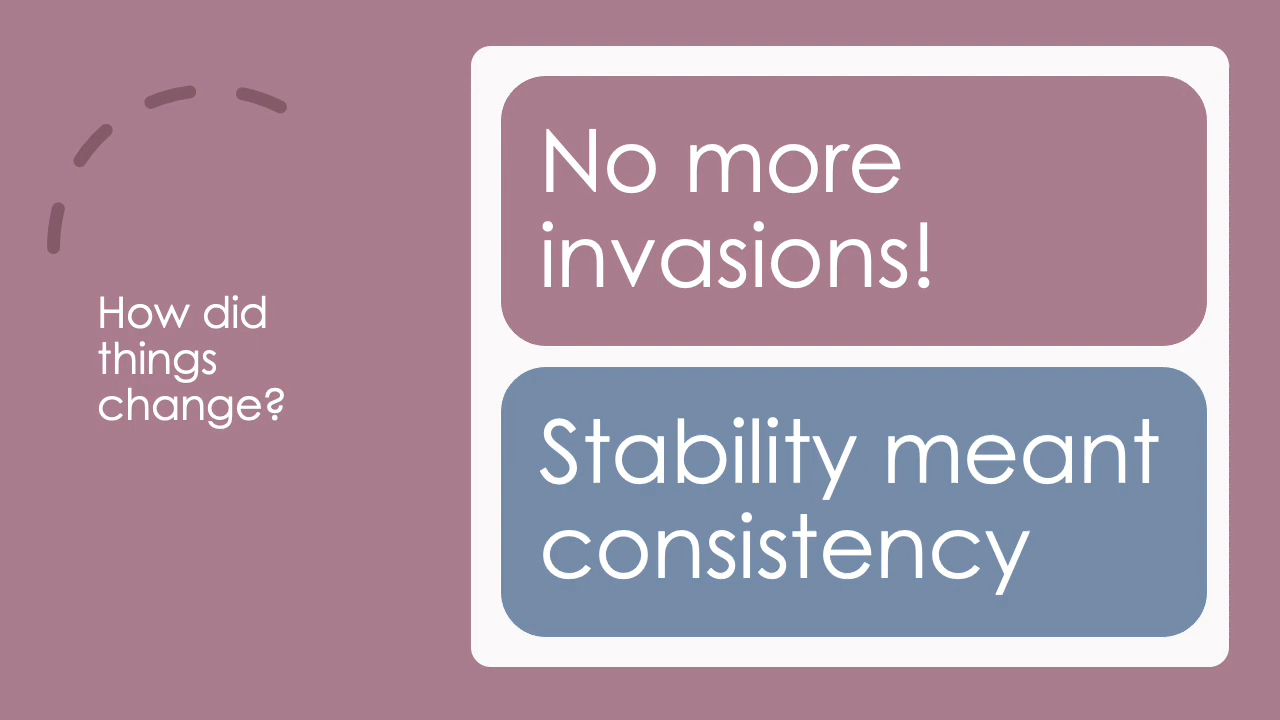 How did
things
change?
No more
invasions!
Stability meant
consistency